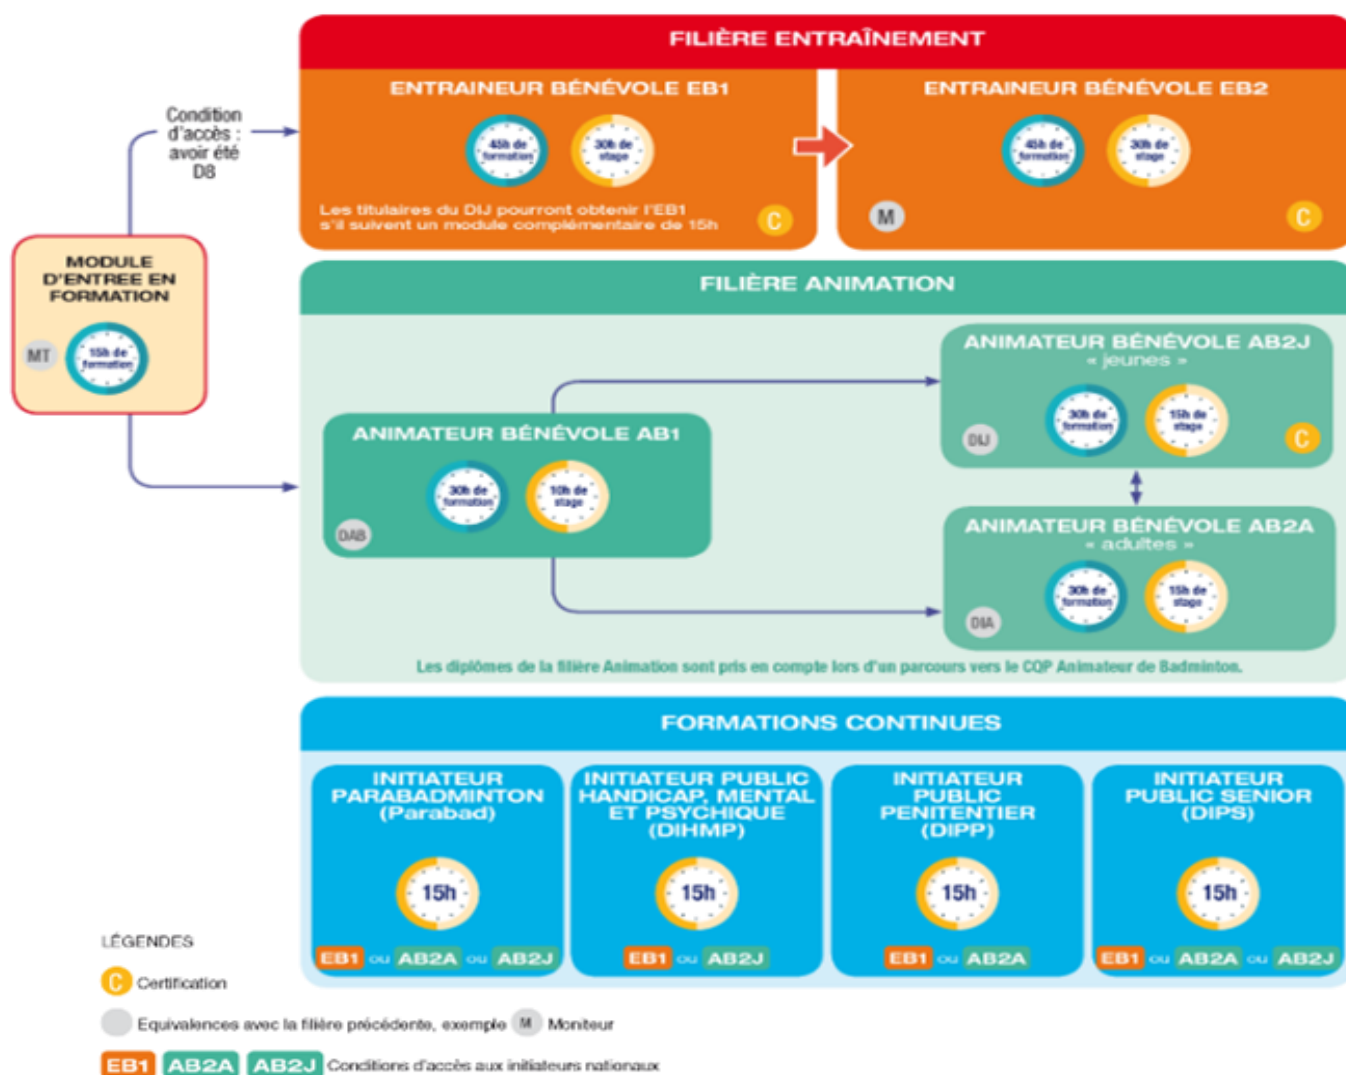 FILIÈRE ENTRAÎNEMENT
Condition
d'accès :
avoir été
D8
ENTRAINEUR BÉNÉVOLE EB1
45h de
formation
30h de
stage
Les titulaires du DIJ pourront obtenir l'EB1
s'il suivent un module complémentaire de 15h
C
ENTRAINEUR BÉNÉVOLE EB2
45h de
formation
30h de
stage
M
C
MODULE
D'ENTREE EN
FORMATION
MT
15h de
formation
FILIÈRE ANIMATION
ANIMATEUR BÉNÉVOLE AB1
30h de
formation
10h de
stage
DAB
ANIMATEUR BÉNÉVOLE AB2J
« jeunes »
30h de
formation
15h de
stage
DIJ
C
ANIMATEUR BÉNÉVOLE AB2A
« adultes »
30h de
formation
15h de
stage
DIA
Les diplômes de la filière Animation sont pris en compte lors d'un parcours vers le CQP Animateur de Badminton.
FORMATIONS CONTINUES
INITIATEUR
PARABADMINTON
(Parabad)
15h
EB1 ou AB2A ou AB2J
INITIATEUR PUBLIC
HANDICAP, MENTAL
ET PSYCHIQUE
(DIHMP)
15h
EB1 ou AB2J
INITIATEUR
PUBLIC
PENITENTIER
(DIPP)
15h
EB1 ou AB2A
INITIATEUR
PUBLIC SENIOR
(DIPS)
15h
EB1 ou AB2A ou AB2J
LÉGENDES
C Certification
Equivalences avec la filière précédente, exemple M Moniteur
EB1 AB2A AB2J Conditions d'accès aux initiateurs nationaux